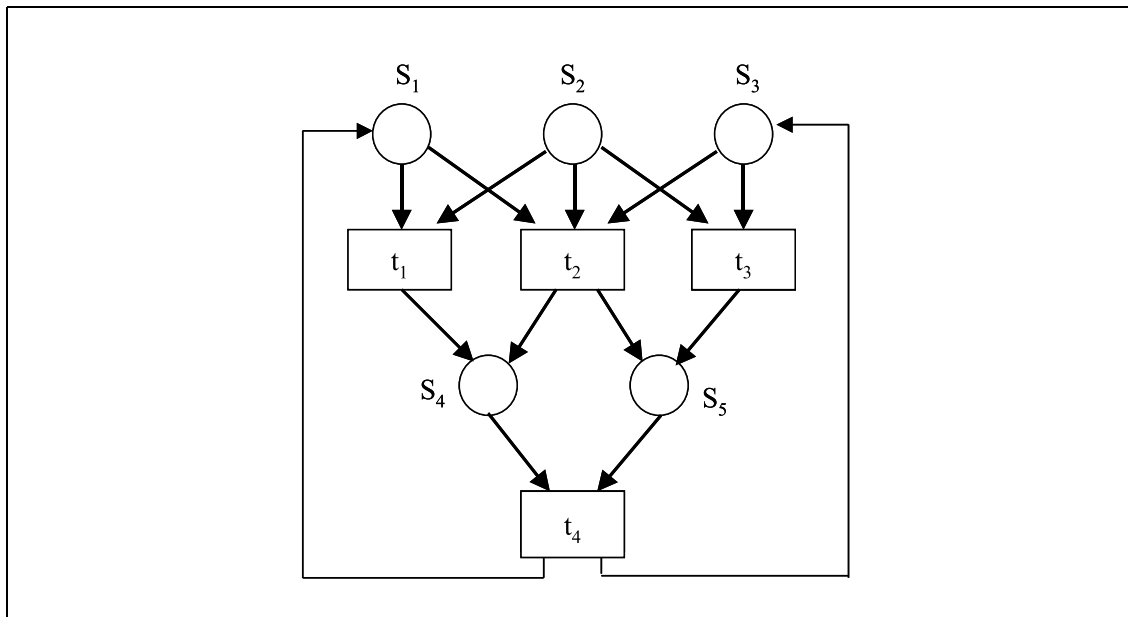 S₁ S₂ S₃
t₁ t₂ t₃
S₄ S₅
t₄